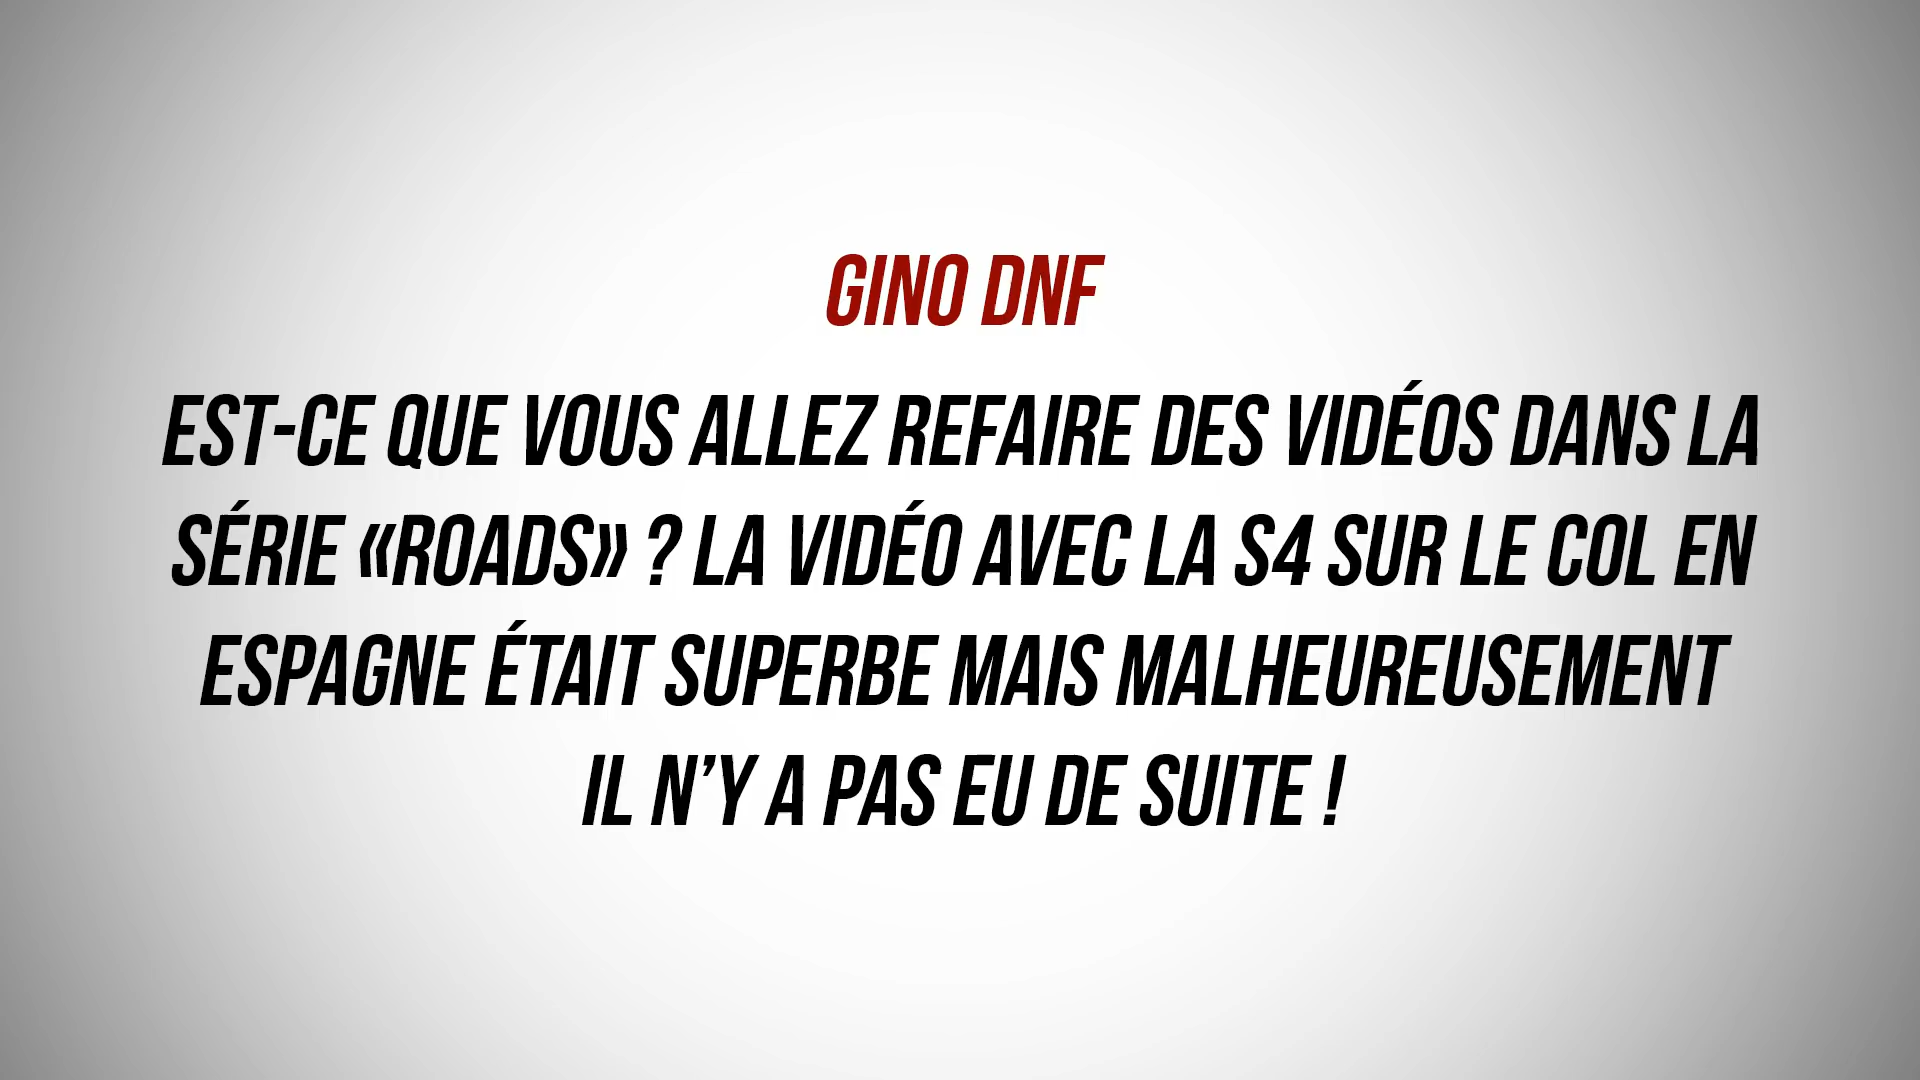 GINO DNF
EST-CE QUE VOUS ALLEZ REFAIRE DES VIDÉOS DANS LA
SÉRIE «ROADS» ? LA VIDÉO AVEC LA S4 SUR LE COL EN
ESPAGNE ÉTAIT SUPERBE MAIS MALHEUREUSEMENT
IL N’Y A PAS EU DE SUITE !